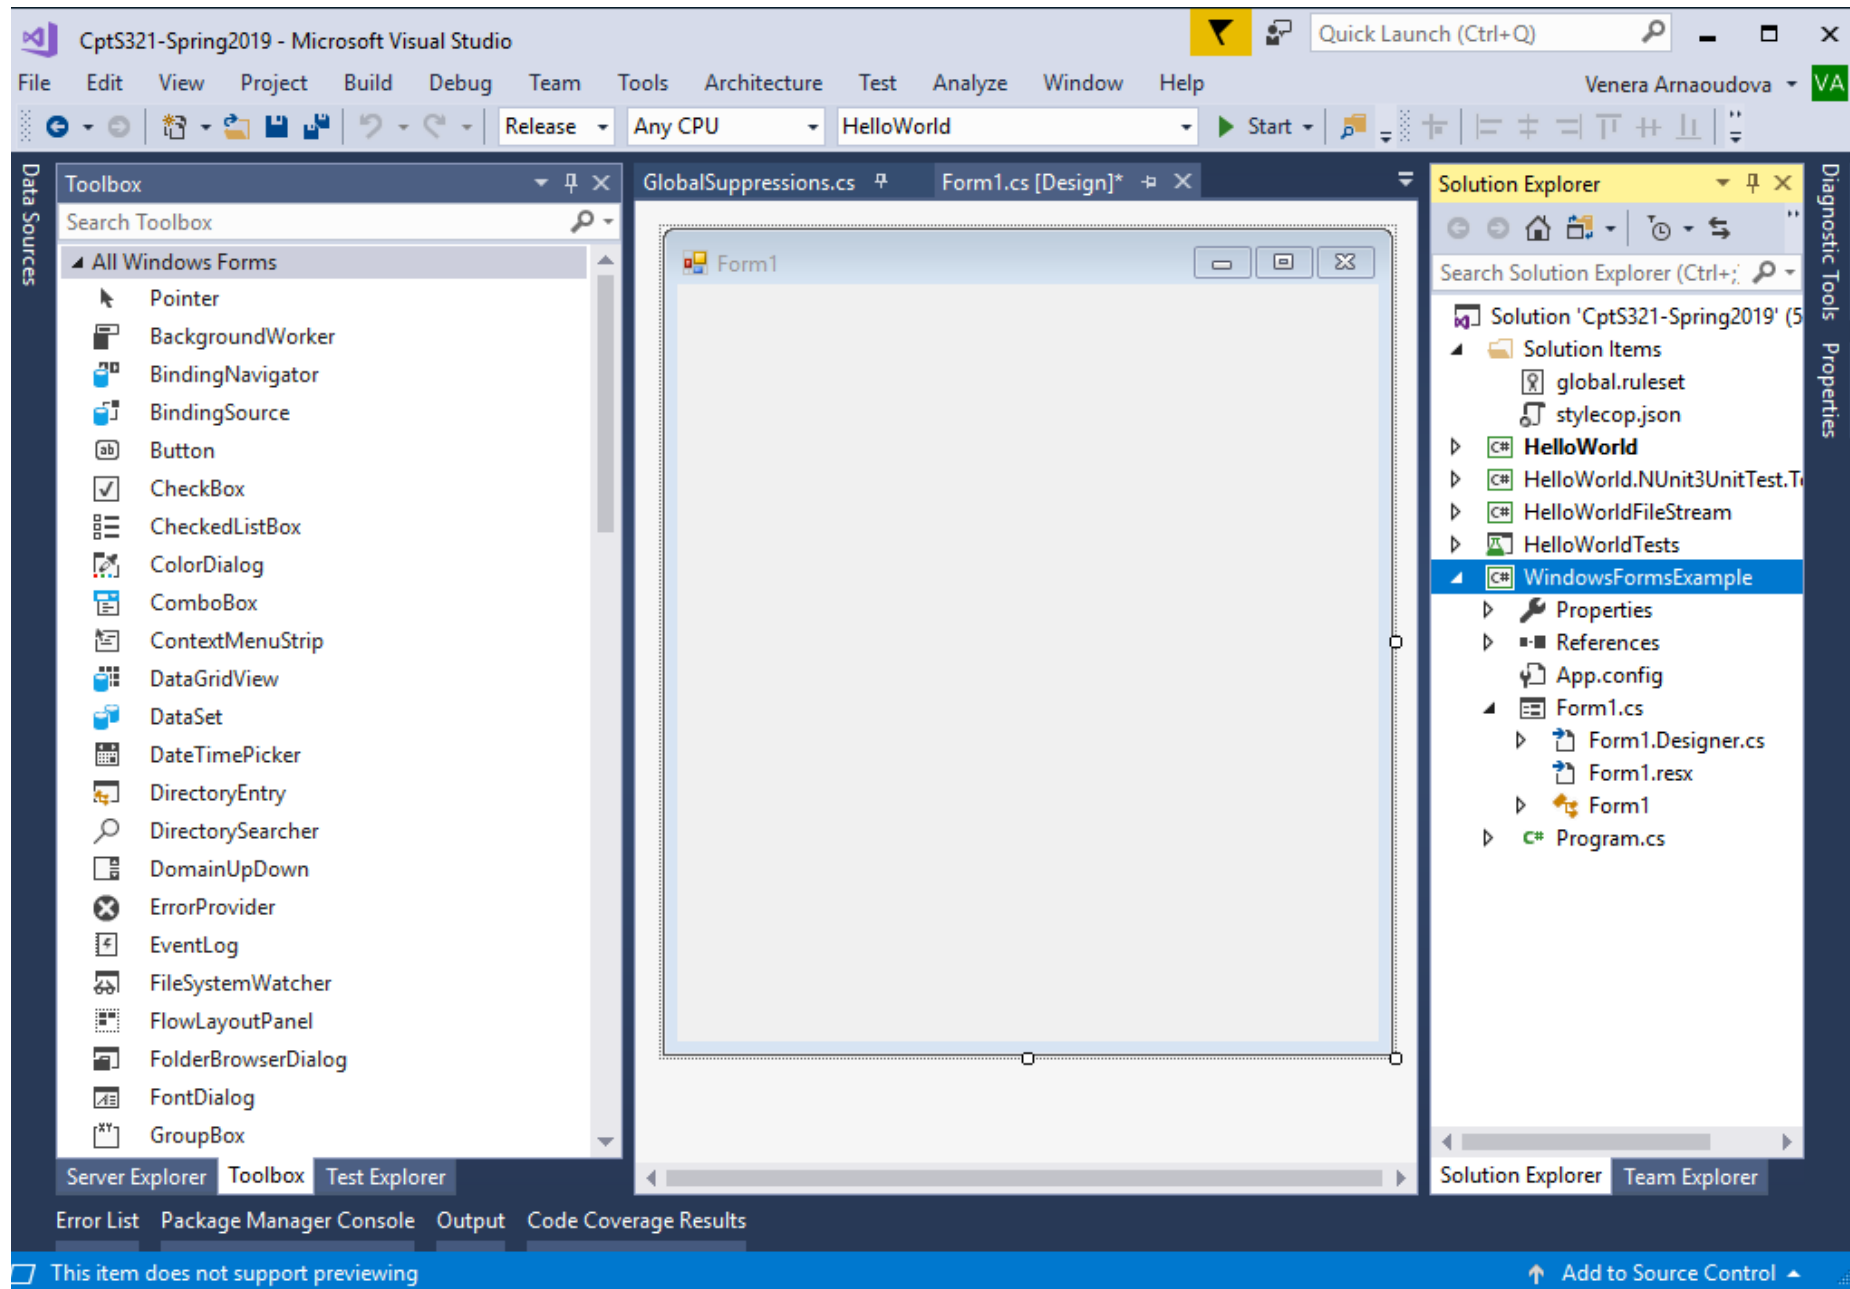 CptS321-Spring2019 - Microsoft Visual Studio
Quick Launch (Ctrl+Q)
File Edit View Project Build Debug Team Tools Architecture Test Analyze Window Help
Venera Arnaoudova VA
Release Any CPU HelloWorld Start
Data Sources
Toolbox
Search Toolbox
All Windows Forms
Pointer
BackgroundWorker
BindingNavigator
BindingSource
Button
CheckBox
CheckedListBox
ColorDialog
ComboBox
ContextMenuStrip
DataGridView
DataSet
DateTimePicker
DirectoryEntry
DirectorySearcher
DomainUpDown
ErrorProvider
EventLog
FileSystemWatcher
FlowLayoutPanel
FolderBrowserDialog
FontDialog
GroupBox
Server Explorer Toolbox Test Explorer
GlobalSuppressions.cs Form1.cs [Design]*
Form1
Solution Explorer
Search Solution Explorer (Ctrl+;
Solution 'CptS321-Spring2019' (5
Solution Items
global.ruleset
stylecop.json
C# HelloWorld
C# HelloWorld.NUnit3UnitTest.Te
C# HelloWorldFileStream
HelloWorldTests
C# WindowsFormsExample
Properties
References
App.config
Form1.cs
Form1.Designer.cs
Form1.resx
Form1
C# Program.cs
Solution Explorer Team Explorer
Diagnostic Tools
Properties
Error List Package Manager Console Output Code Coverage Results
This item does not support previewing
Add to Source Control